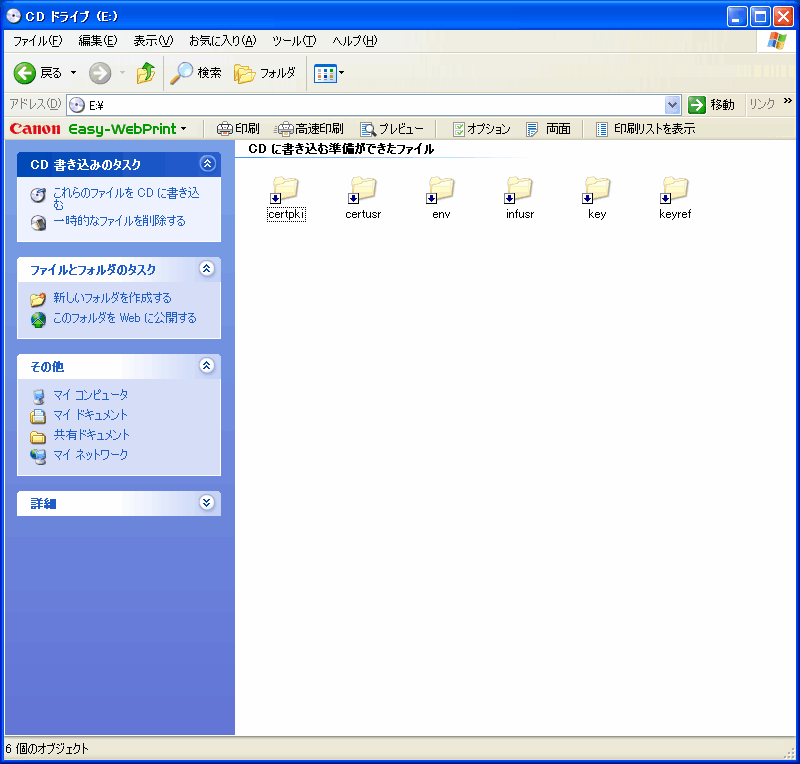 CD ドライブ (E:)
ファイル(F) 編集(E) 表示(V) お気に入り(A) ツール(T) ヘルプ(H)
戻る 検索 フォルダ
アドレス(D) E:¥ 移動 リンク »
Canon Easy-WebPrint 印刷 高速印刷 プレビュー オプション 両面 印刷リストを表示
CD 書き込みのタスク
これらのファイルを CD に書き込
む
一時的なファイルを削除する
ファイルとフォルダのタスク
新しいフォルダを作成する
このフォルダを Web に公開する
その他
マイ コンピュータ
マイ ドキュメント
共有ドキュメント
マイ ネットワーク
詳細
CD に書き込む準備ができたファイル
certpki certusr env infusr key keyref
6 個のオブジェクト